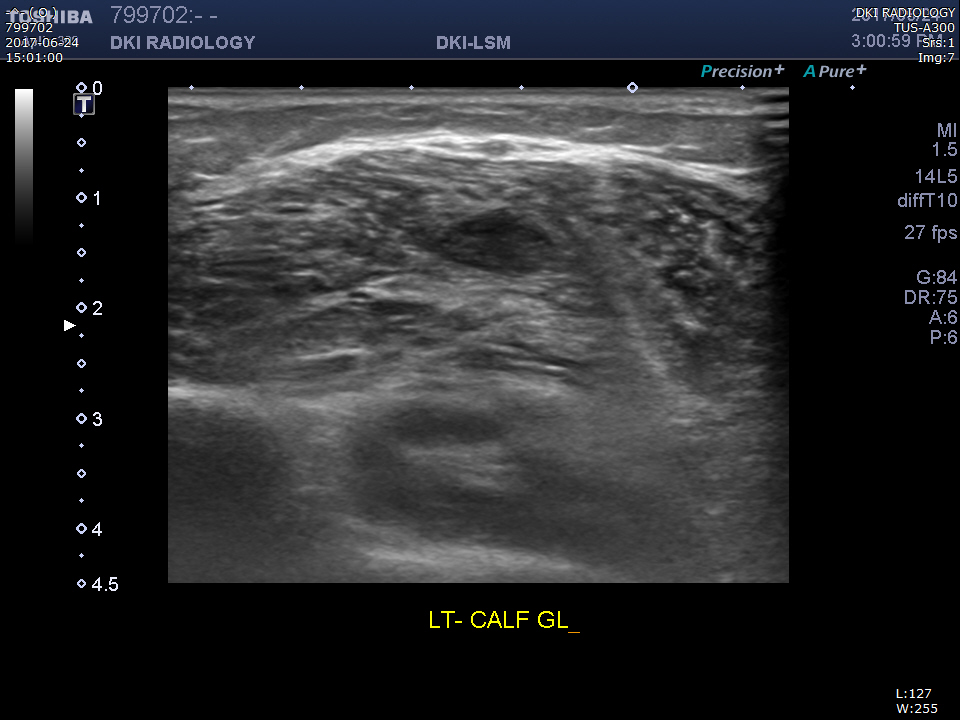 TOSHIBA 799702:- -
799702
2017-06-24
15:01:00
DKI RADIOLOGY
DKI-LSM
DKI RADIOLOGY
TUS-A300
3:00:59
Srs:1
Img:7
Precision+ A Pure+
T
0
1
2
3
4
4.5
MI
1.5
14L5
diffT10
27 fps
G:84
DR:75
A:6
P:6
LT- CALF GL_
L:127
W:255